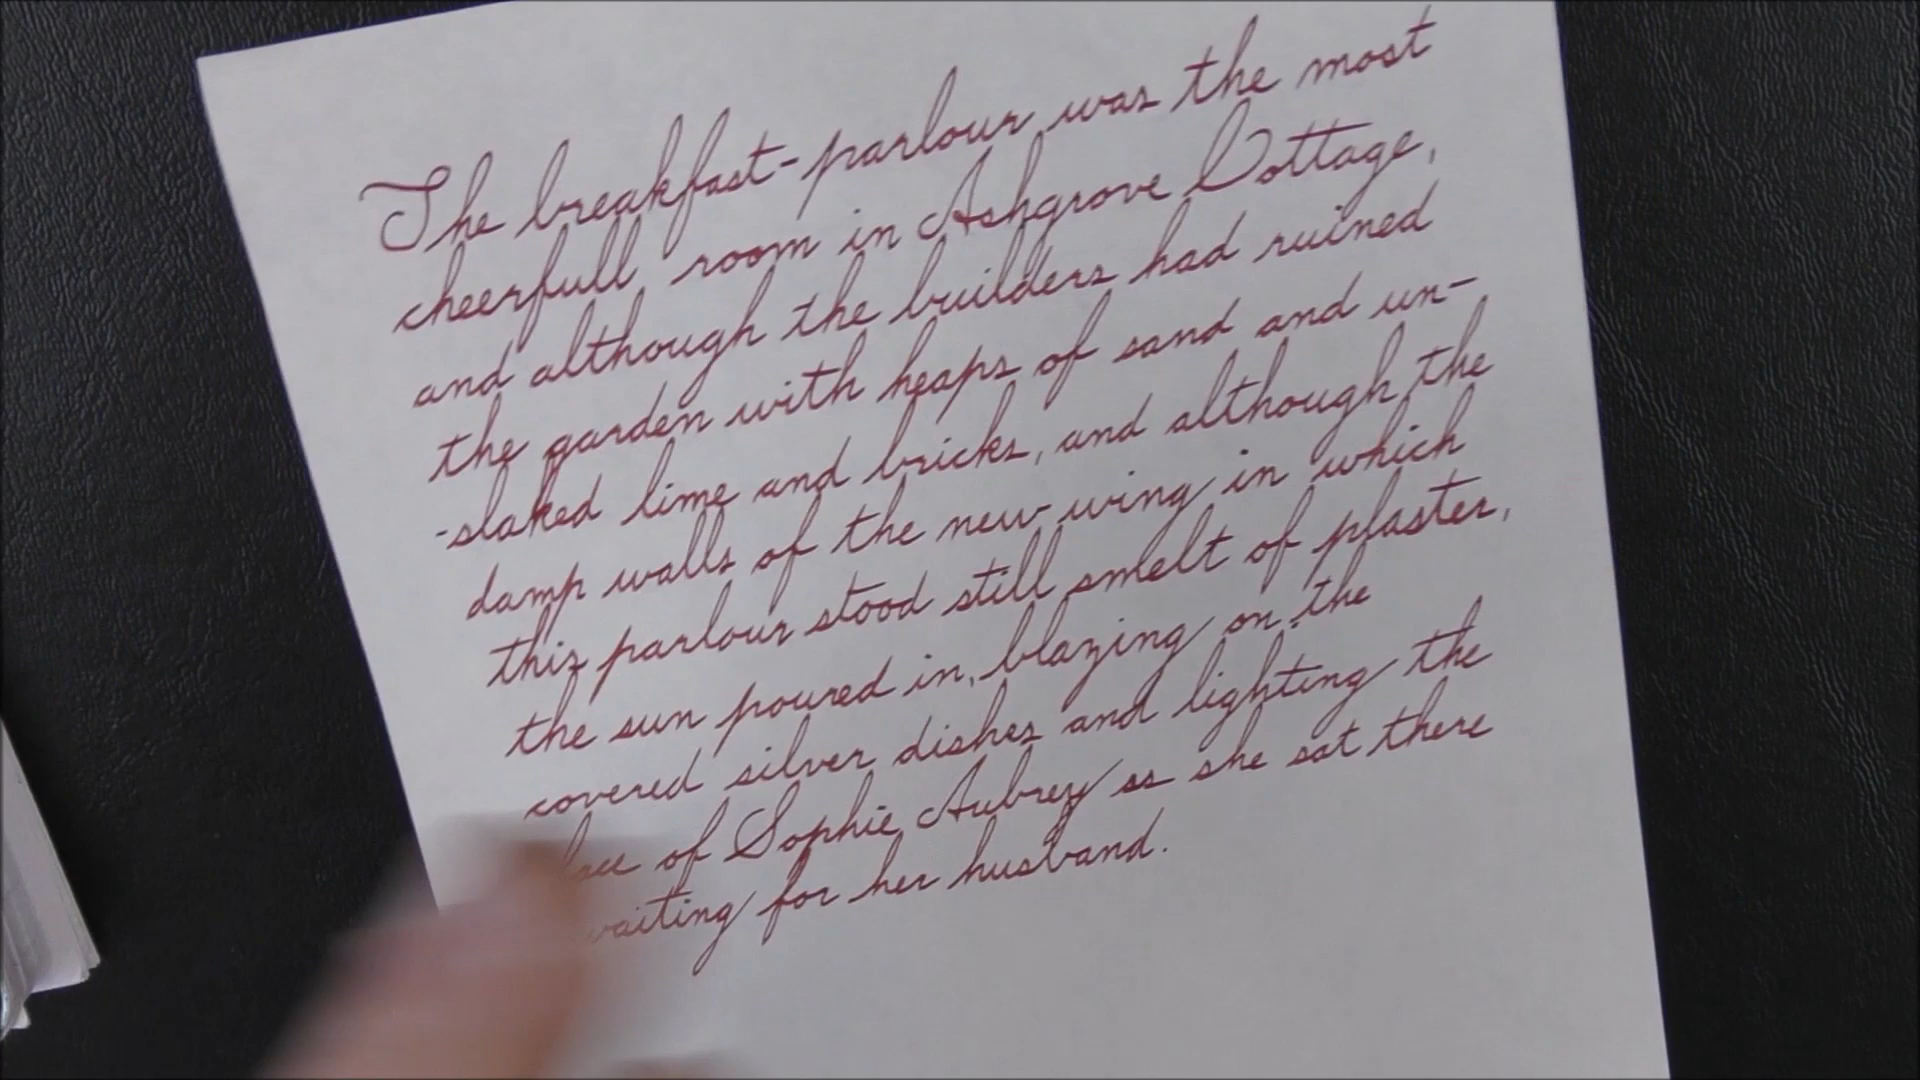 The breakfast-parlour was the most
cheerfull room in Ashgrove Cottage,
and although the builders had ruined
the garden with heaps of sand and un-
-slaked lime and bricks, and although the
damp walls of the new wing in which
this parlour stood still smelt of plaster,
the sun poured in, blazing on the
covered silver dishes and lighting the
face of Sophie Aubrey as she sat there
waiting for her husband.